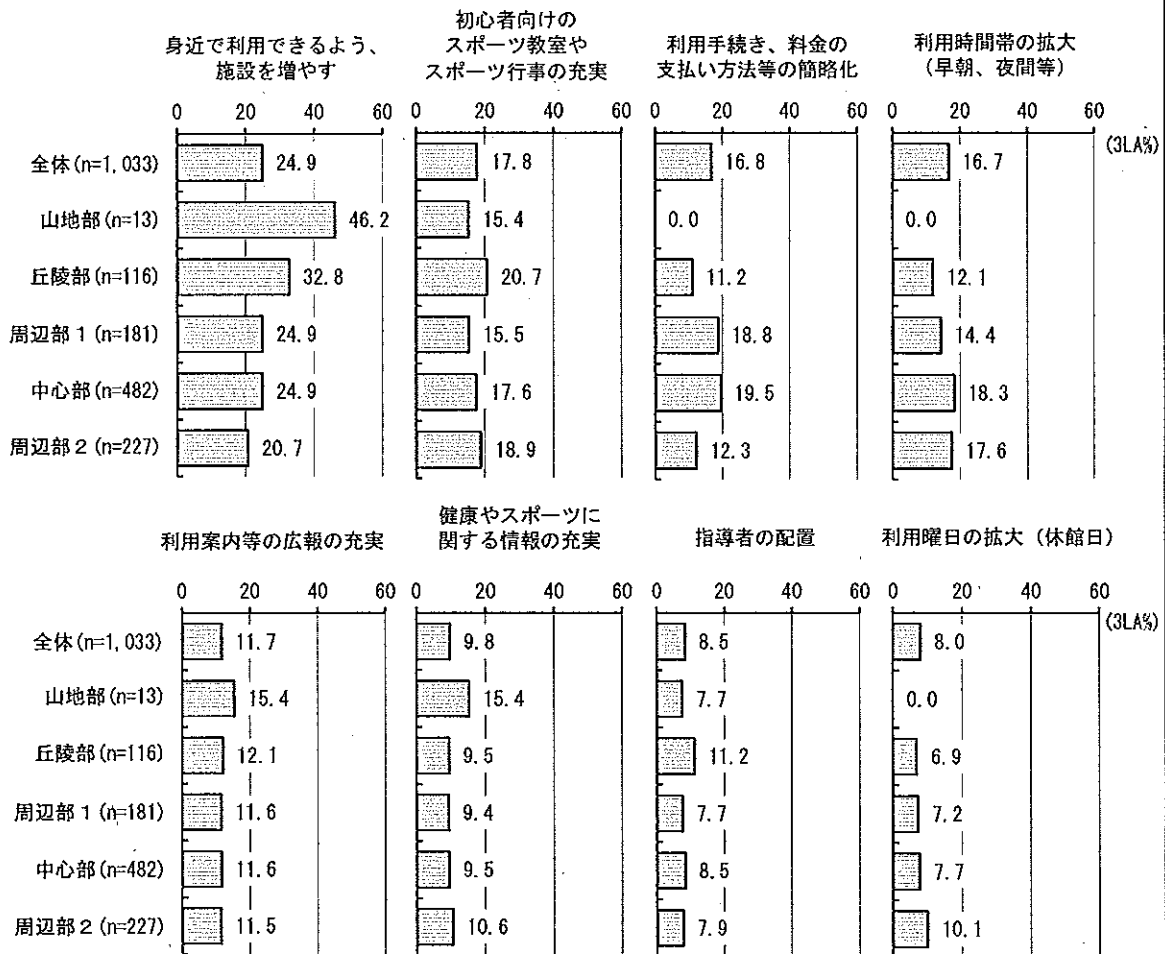 身近で利用できるよう、
施設を増やす
初心者向けの
スポーツ教室や
スポーツ行事の充実
利用手続き、料金の
支払い方法等の簡略化
利用時間帯の拡大
(早朝、夜間等)
0 20 40 60 0 20 40 60 0 20 40 60 0 20 40 60
(3LA%)
全体(n=1,033) 24.9 17.8 16.8 16.7
山地部(n=13) 46.2 15.4 0.0 0.0
丘陵部(n=116) 32.8 20.7 11.2 12.1
周辺部1(n=181) 24.9 15.5 18.8 14.4
中心部(n=482) 24.9 17.6 19.5 18.3
周辺部2(n=227) 20.7 18.9 12.3 17.6
利用案内等の広報の充実
健康やスポーツに
関する情報の充実
指導者の配置
利用曜日の拡大(休館日)
0 20 40 60 0 20 40 60 0 20 40 60 0 20 40 60
(3LA%)
全体(n=1,033) 11.7 9.8 8.5 8.0
山地部(n=13) 15.4 15.4 7.7 0.0
丘陵部(n=116) 12.1 9.5 11.2 6.9
周辺部1(n=181) 11.6 9.4 7.7 7.2
中心部(n=482) 11.6 9.5 8.5 7.7
周辺部2(n=227) 11.5 10.6 7.9 10.1